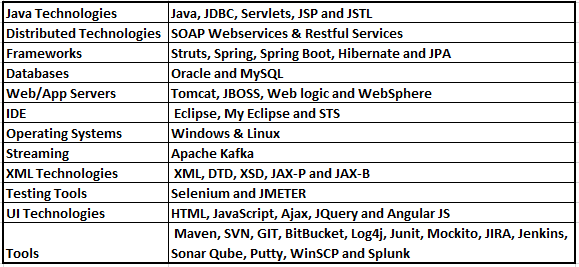 Java Technologies Java, JDBC, Servlets, JSP and JSTL
Distributed Technologies SOAP Webservices & Restful Services
Frameworks Struts, Spring, Spring Boot, Hibernate and JPA
Databases Oracle and MySQL
Web/App Servers Tomcat, JBOSS, Web logic and WebSphere
IDE Eclipse, My Eclipse and STS
Operating Systems Windows & Linux
Streaming Apache Kafka
XML Technologies XML, DTD, XSD, JAX-P and JAX-B
Testing Tools Selenium and JMETER
UI Technologies HTML, JavaScript, Ajax, JQuery and Angular JS
Maven, SVN, GIT, BitBucket, Log4j, Junit, Mockito, JIRA, Jenkins,
Tools Sonar Qube, Putty, WinSCP and Splunk